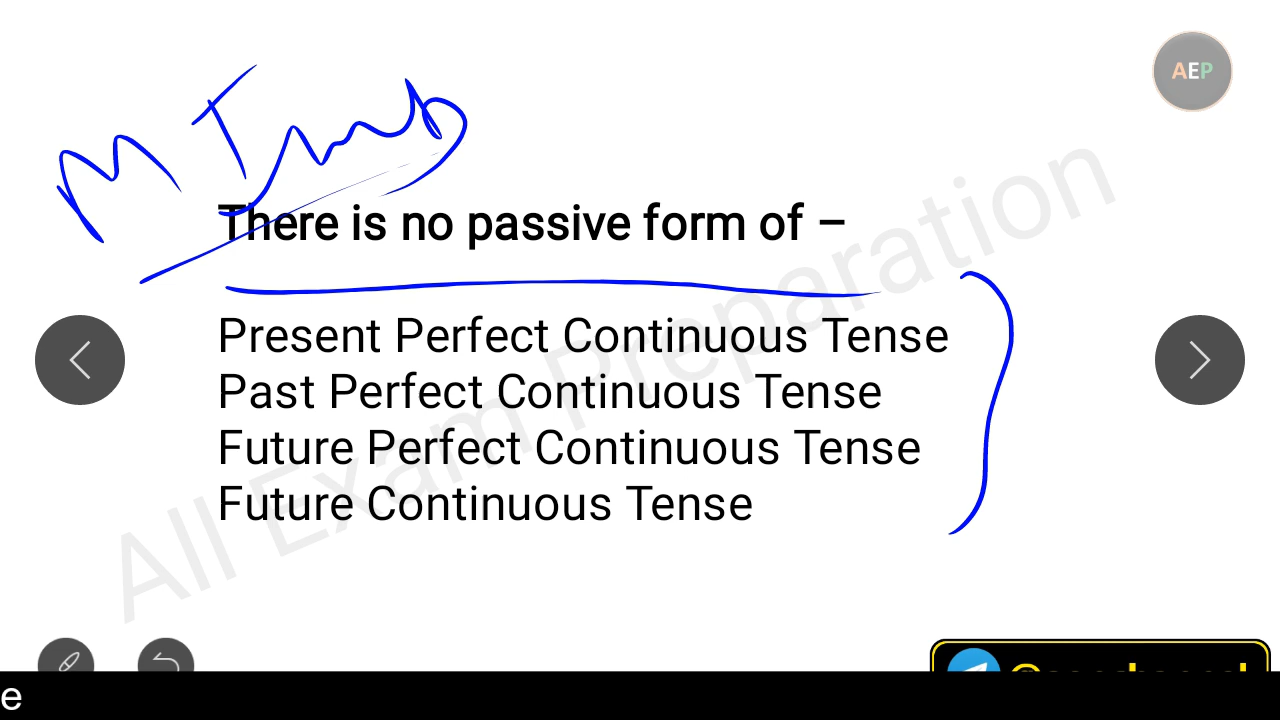 AEP
M Imp
There is no passive form of –
Present Perfect Continuous Tense
Past Perfect Continuous Tense
Future Perfect Continuous Tense
Future Continuous Tense
All Exam Preparation
e